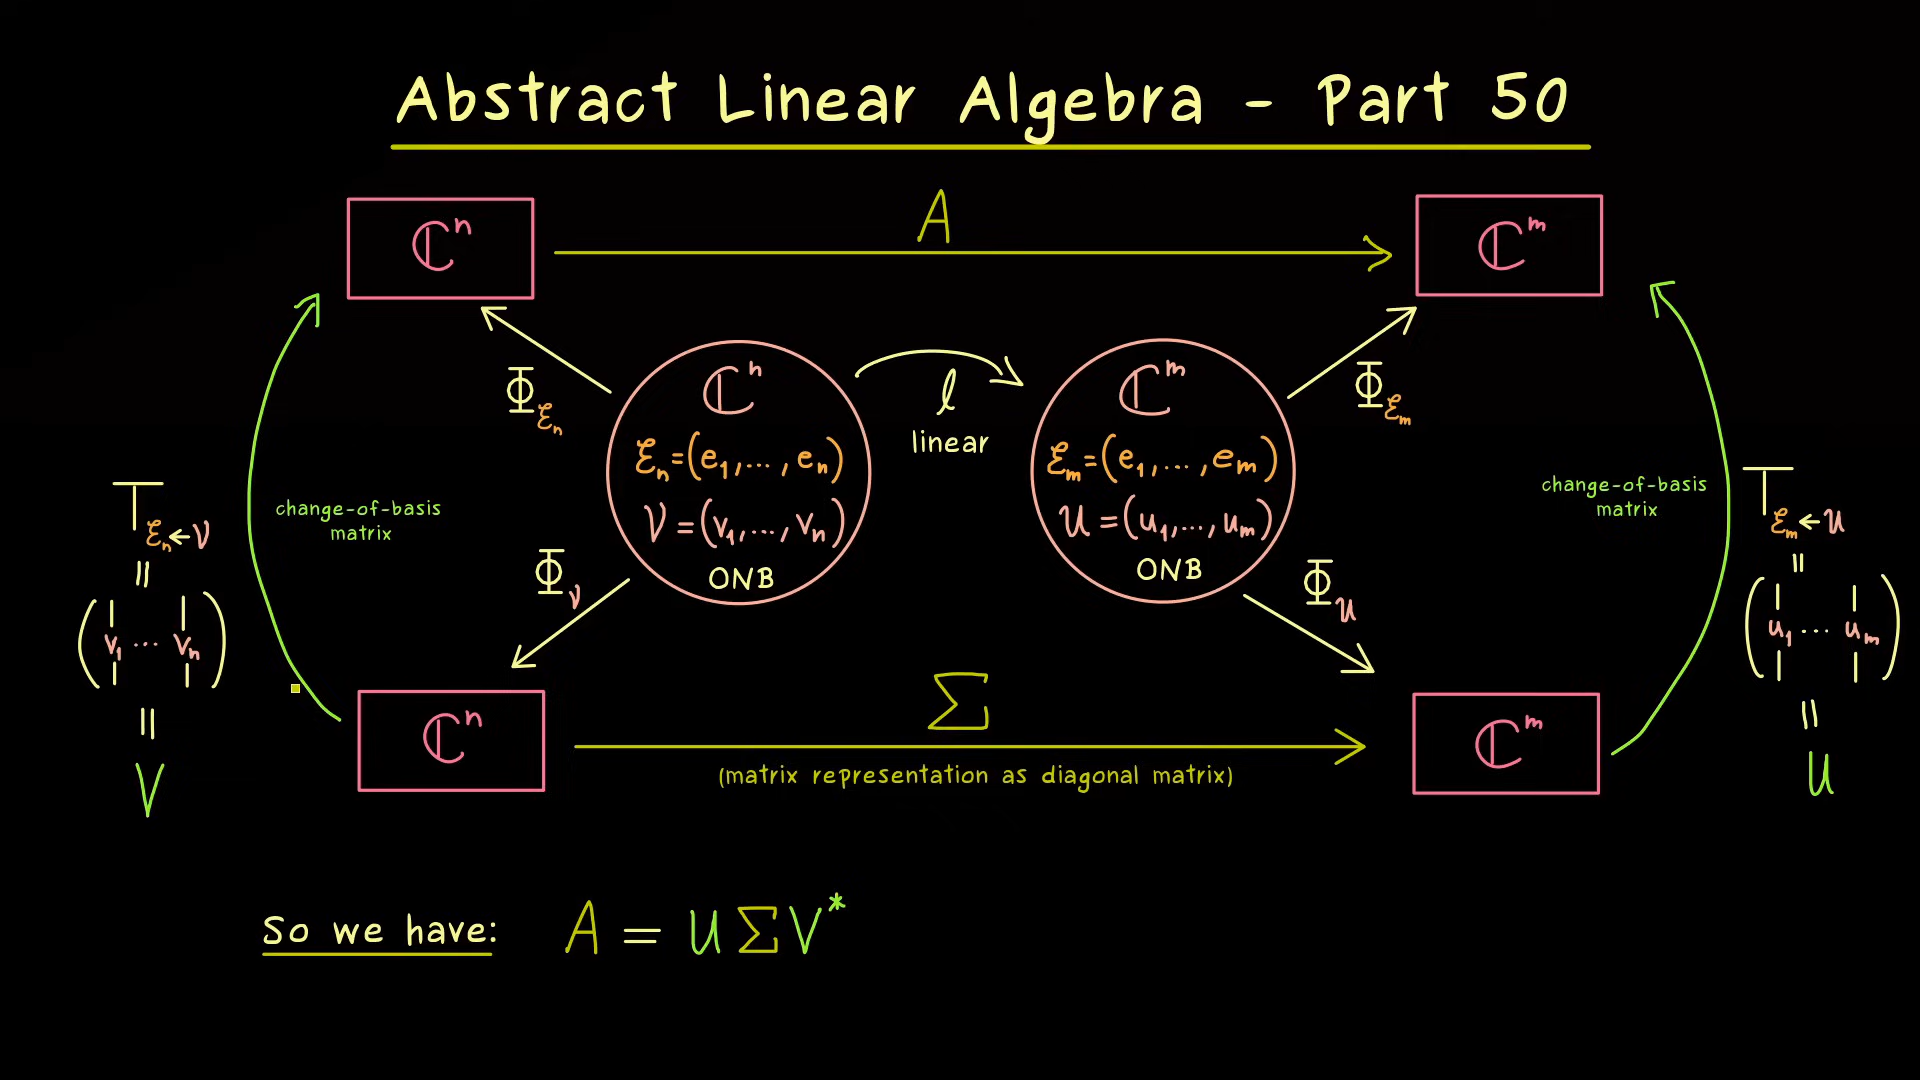 Abstract Linear Algebra - Part 50
ℂⁿ
A
ℂᵐ
Φ_ℰₙ
ℂⁿ
ℰₙ=(e₁,…,eₙ)
𝒱=(v₁,…,vₙ)
ONB
ℓ
linear
ℂᵐ
ℰₘ=(e₁,…,eₘ)
𝒰=(u₁,…,uₘ)
ONB
Φ_ℰₘ
T_ℰₙ←𝒱
=
(v₁ ⋯ vₙ)
=
V
change-of-basis
matrix
Φ_𝒱
Φ_𝒰
change-of-basis
matrix
T_ℰₘ←𝒰
=
(u₁ ⋯ uₘ)
=
U
ℂⁿ
Σ
(matrix representation as diagonal matrix)
ℂᵐ
So we have: A = UΣV*